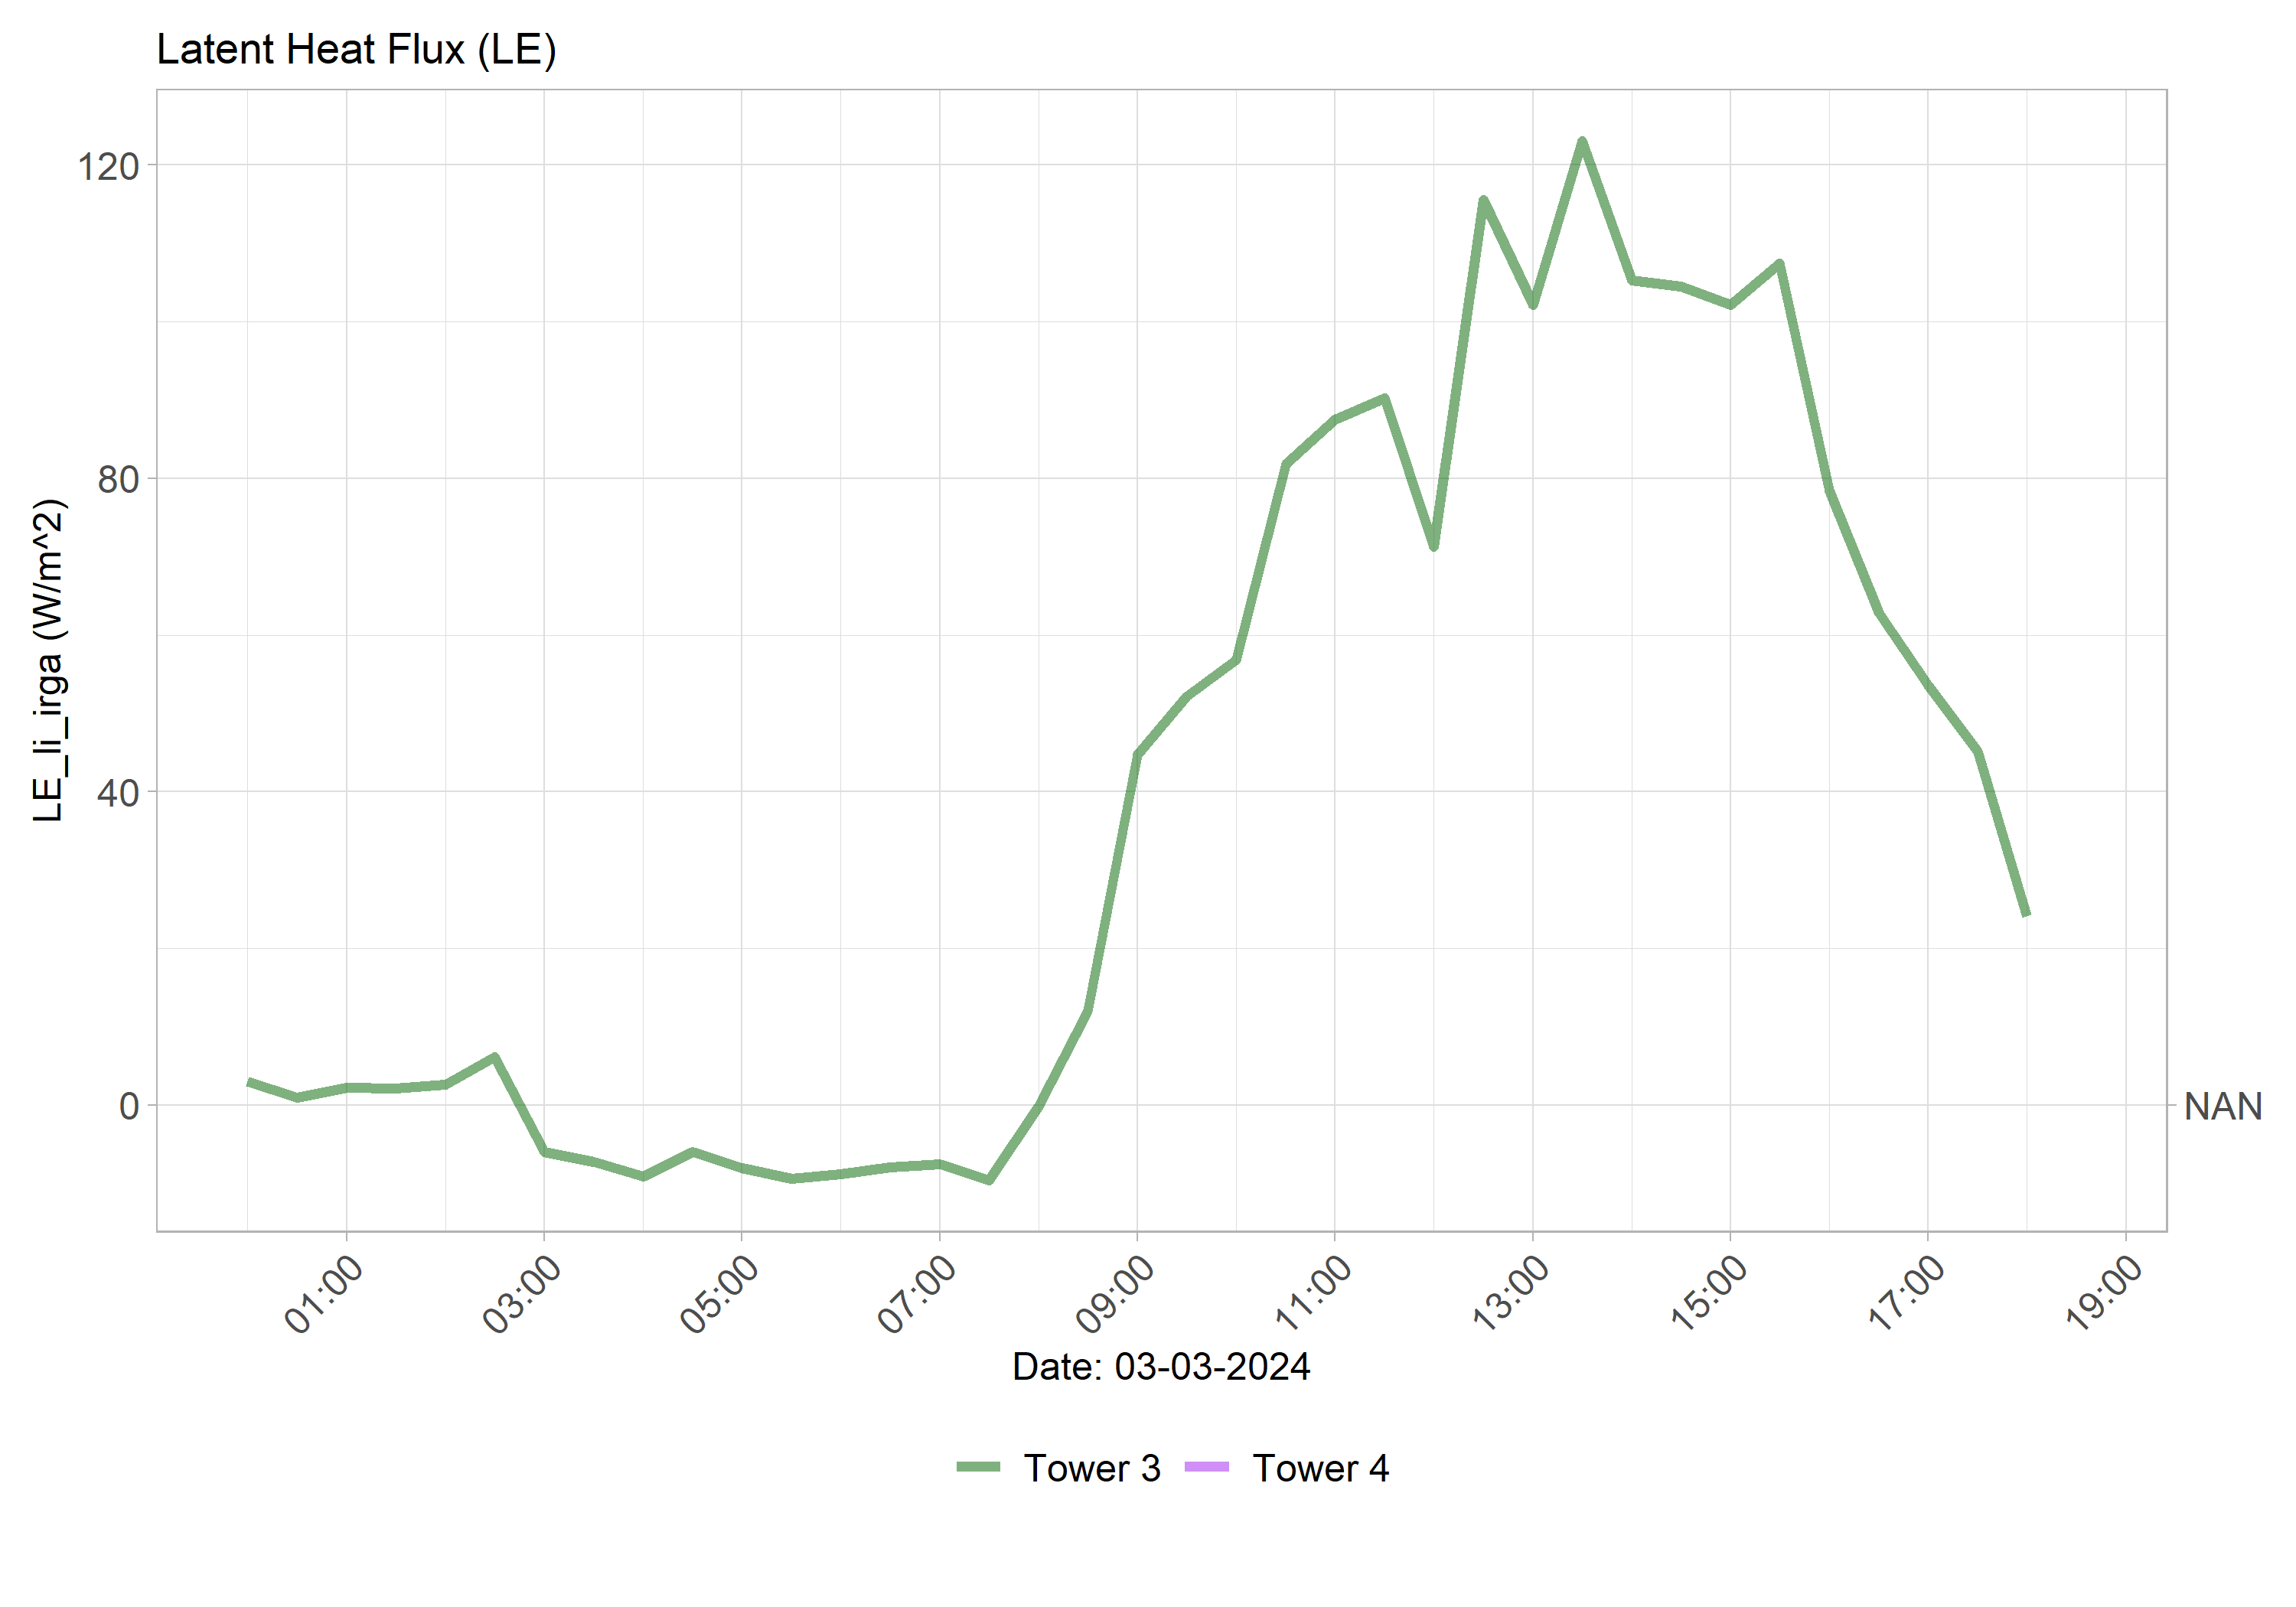 Latent Heat Flux (LE)
LE_li_irga (W/m^2)
120
80
40
0
NAN
01:00
03:00
05:00
07:00
09:00
11:00
13:00
15:00
17:00
19:00
Date: 03-03-2024
Tower 3
Tower 4